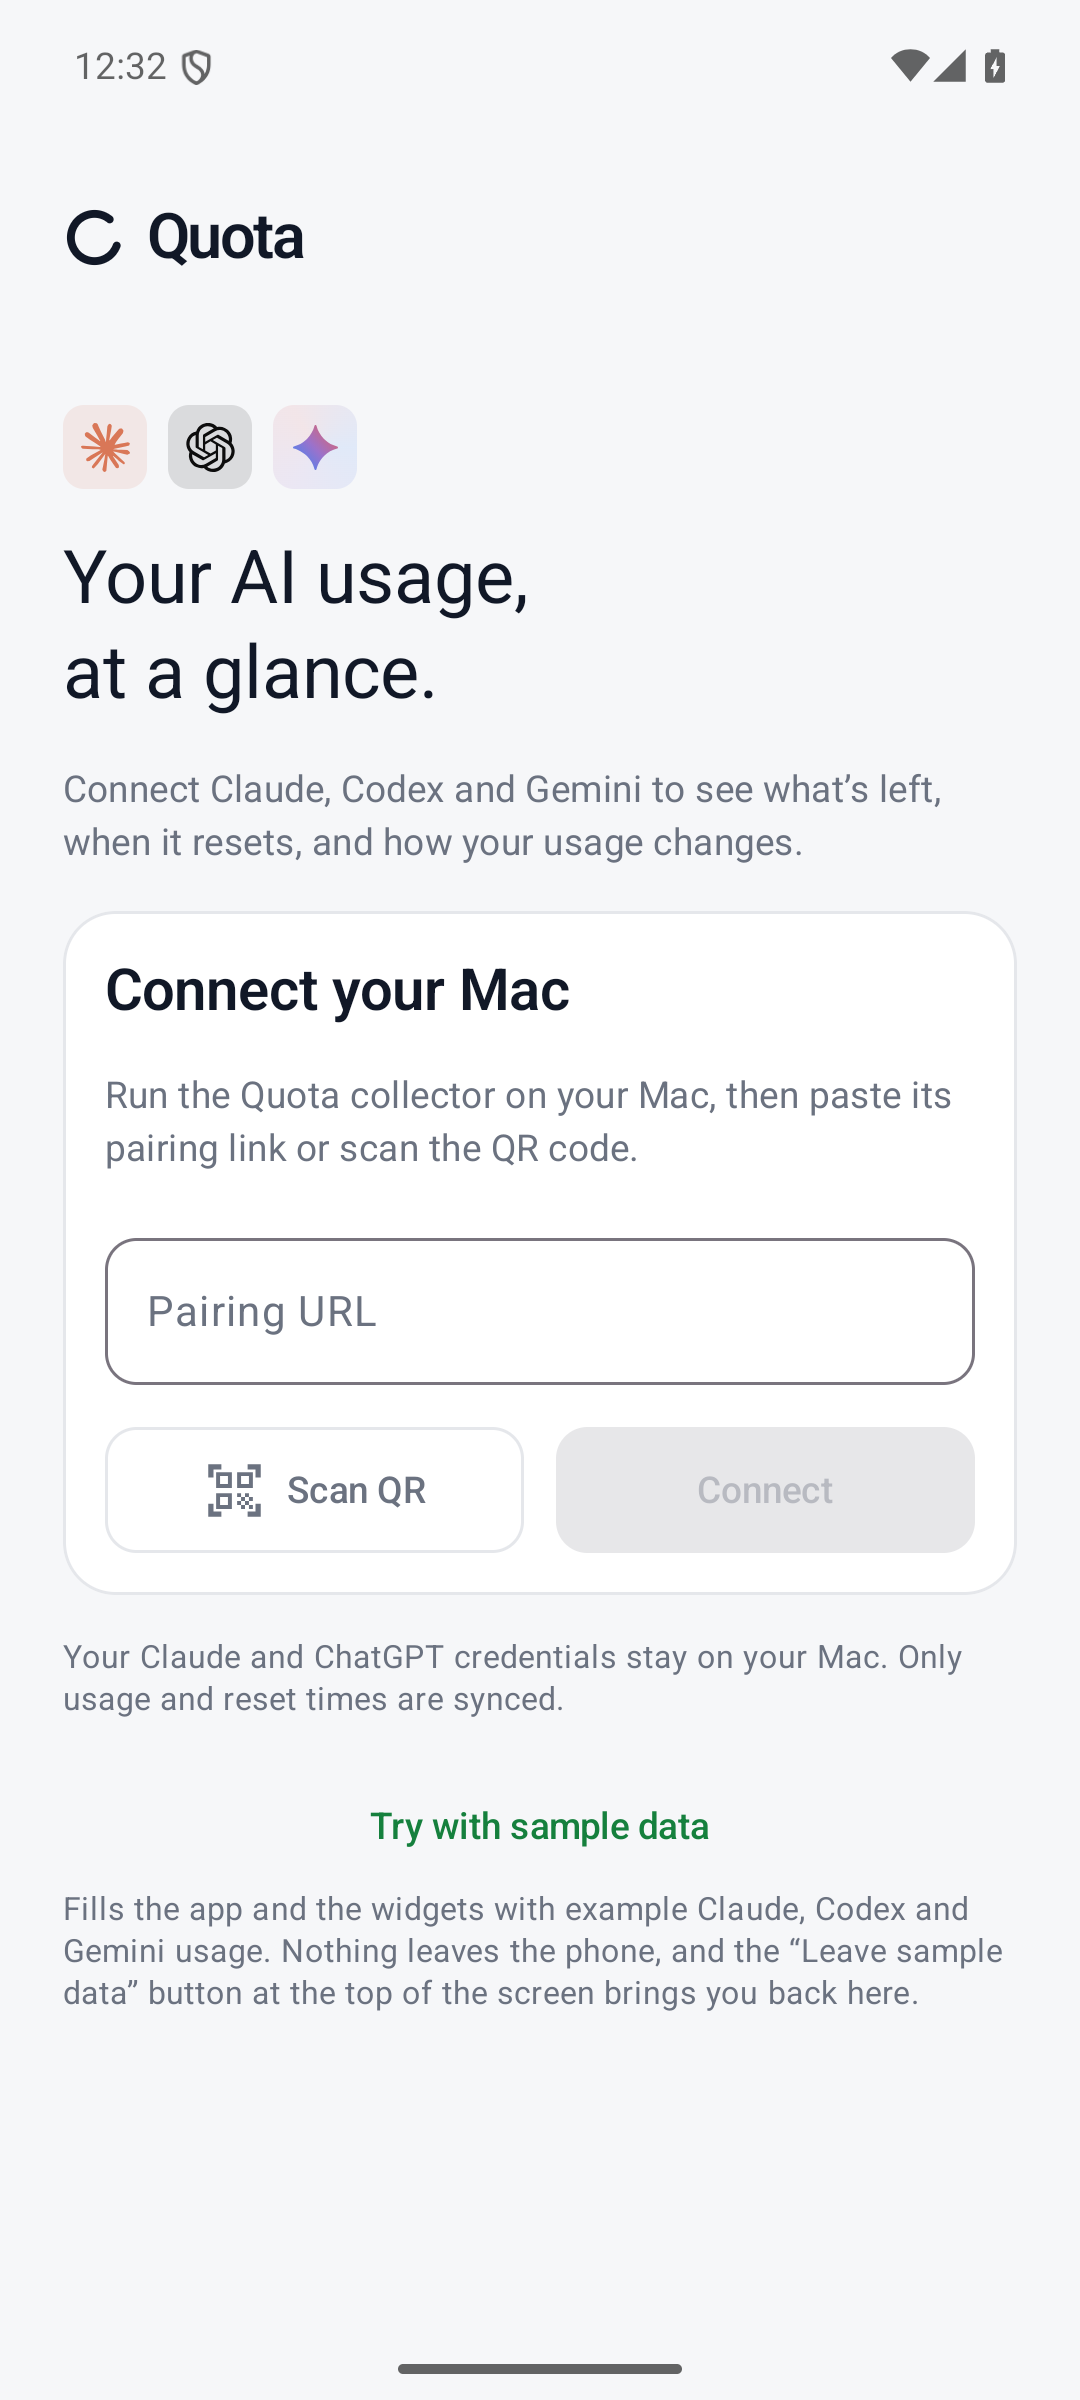 12:32
Quota
Your AI usage,
at a glance.
Connect Claude, Codex and Gemini to see what’s left,
when it resets, and how your usage changes.
Connect your Mac
Run the Quota collector on your Mac, then paste its
pairing link or scan the QR code.
Pairing URL
Scan QR
Connect
Your Claude and ChatGPT credentials stay on your Mac. Only
usage and reset times are synced.
Try with sample data
Fills the app and the widgets with example Claude, Codex and
Gemini usage. Nothing leaves the phone, and the “Leave sample
data” button at the top of the screen brings you back here.